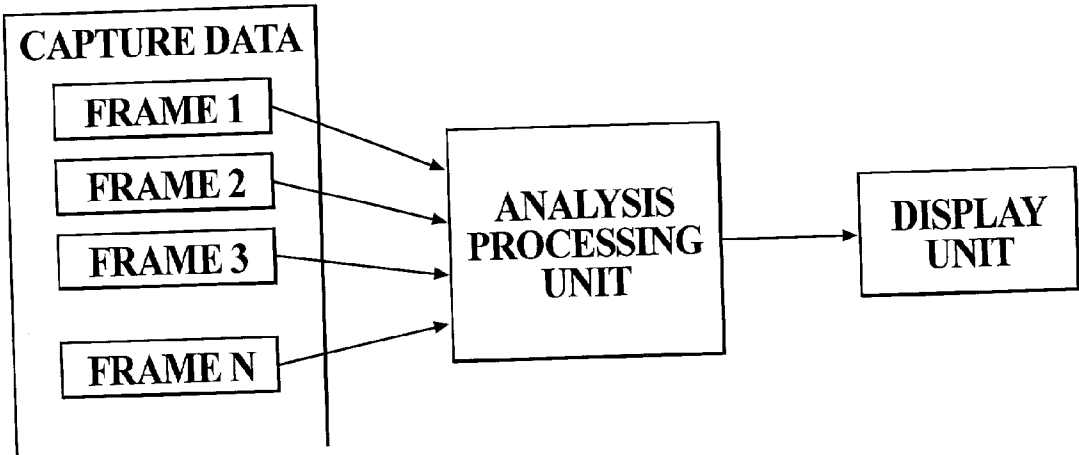 CAPTURE DATA
FRAME 1
FRAME 2
FRAME 3
FRAME N
ANALYSIS
PROCESSING
UNIT
DISPLAY
UNIT